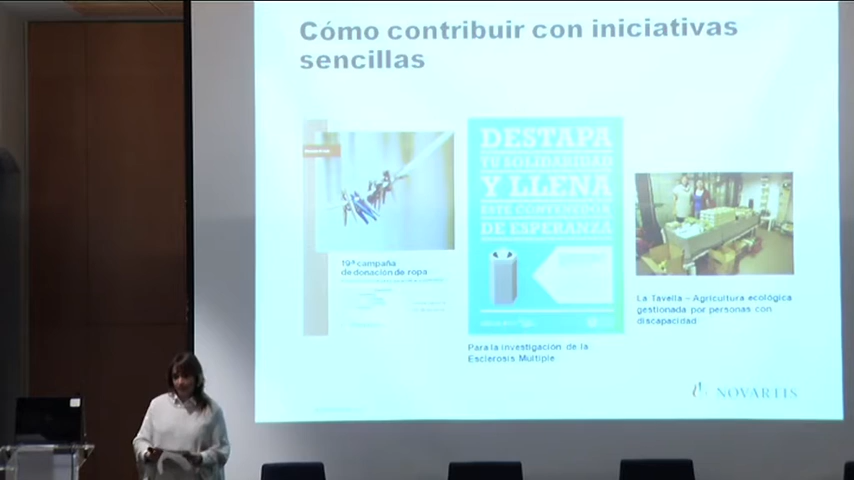 Cómo contribuir con iniciativas
sencillas
19ª campaña
de donación de ropa
DESTAPA
TU SOLIDARIDAD
Y LLENA
ESTE CONTENEDOR
DE ESPERANZA
Para la investigación de la
Esclerosis Multiple
La Tavella – Agricultura ecológica
gestionada por personas con
discapacidad
NOVARTIS